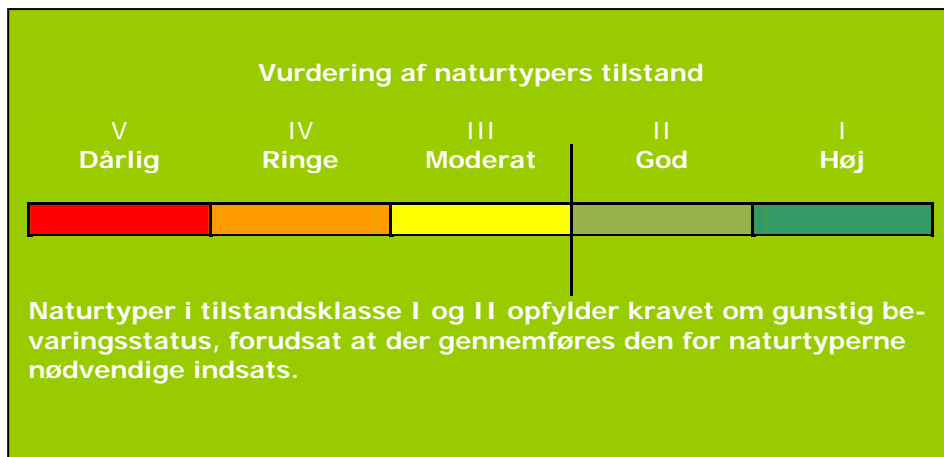 Vurdering af naturtypers tilstand
V IV III II I
Dårlig Ringe Moderat God Høj
Naturtyper i tilstandsklasse I og II opfylder kravet om gunstig be-
varingsstatus, forudsat at der gennemføres den for naturtyperne
nødvendige indsats.